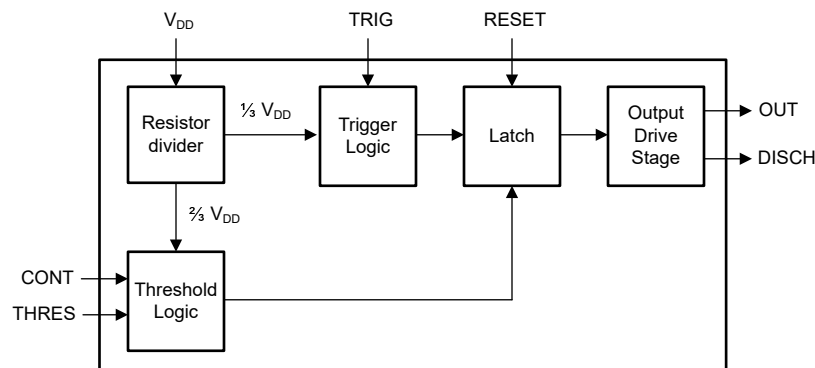 V_DD
TRIG
RESET
Resistor
divider
⅓ V_DD
Trigger
Logic
Latch
Output
Drive
Stage
OUT
DISCH
⅔ V_DD
CONT
THRES
Threshold
Logic